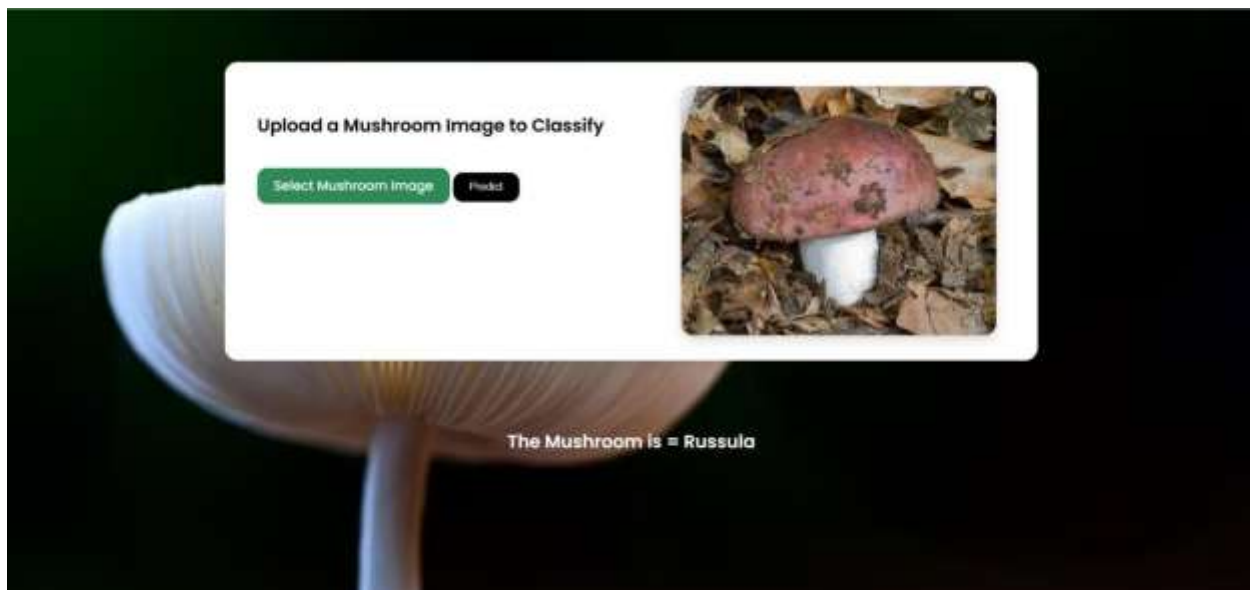 Upload a Mushroom Image to Classify
Select Mushroom Image
Predict
The Mushroom is = Russula